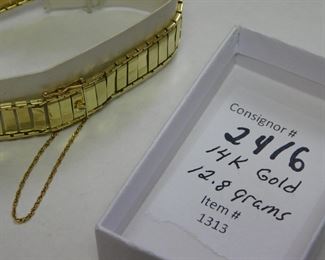 Consignor #
2416
14K Gold
12.8 grams
Item #
1313